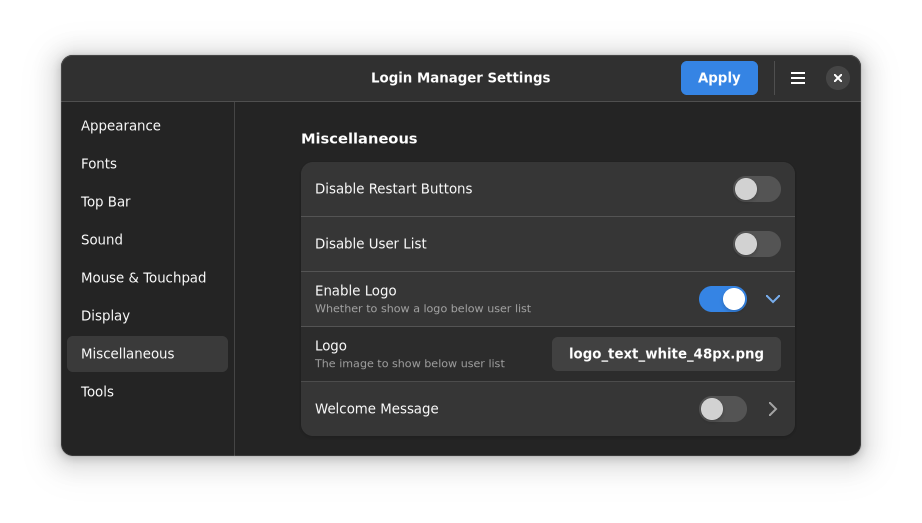 Login Manager Settings
Apply
Appearance
Fonts
Top Bar
Sound
Mouse & Touchpad
Display
Miscellaneous
Tools
Miscellaneous
Disable Restart Buttons
Disable User List
Enable Logo
Whether to show a logo below user list
Logo
The image to show below user list
logo_text_white_48px.png
Welcome Message